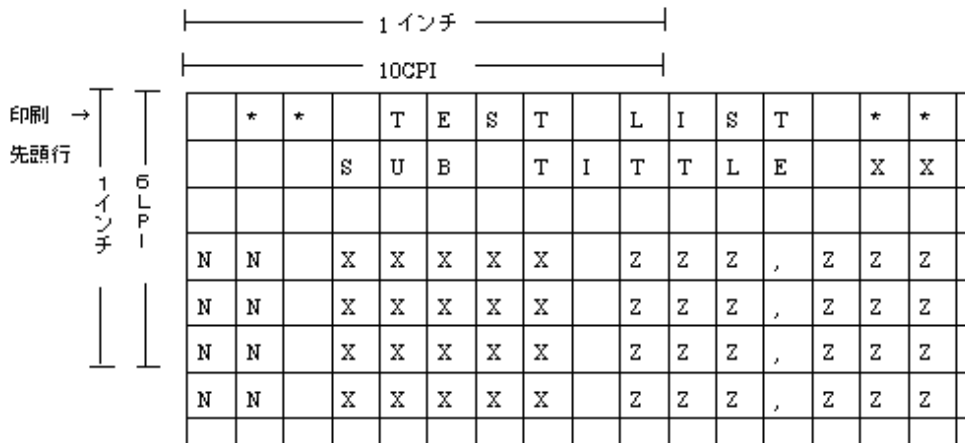 1 インチ
10CPI
印刷 →
先頭行
1インチ
6LPI
* * T E S T L I S T * *
S U B T I T T L E X X
N N X X X X X Z Z Z , Z Z Z
N N X X X X X Z Z Z , Z Z Z
N N X X X X X Z Z Z , Z Z Z
N N X X X X X Z Z Z , Z Z Z